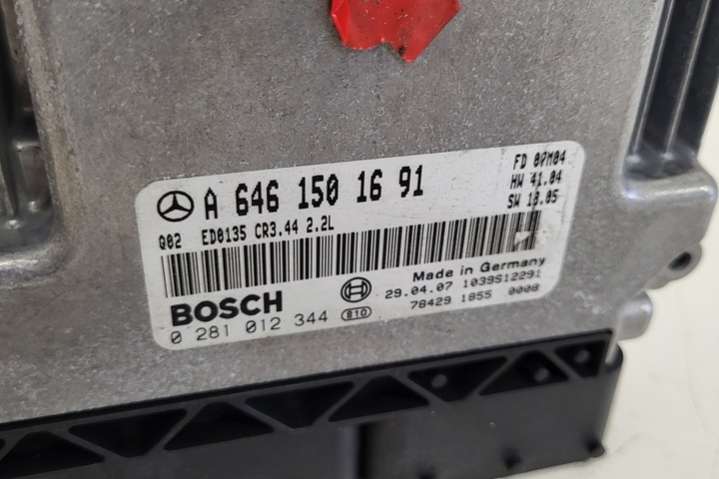 A 646 150 16 91
FD 07M04
HW 41.04
SW 18.05
Q02 ED0135 CR3.44 2.2L
Made in Germany
BOSCH
29.04.07 1039S12291
0 281 012 344 810
78429 1855 0008